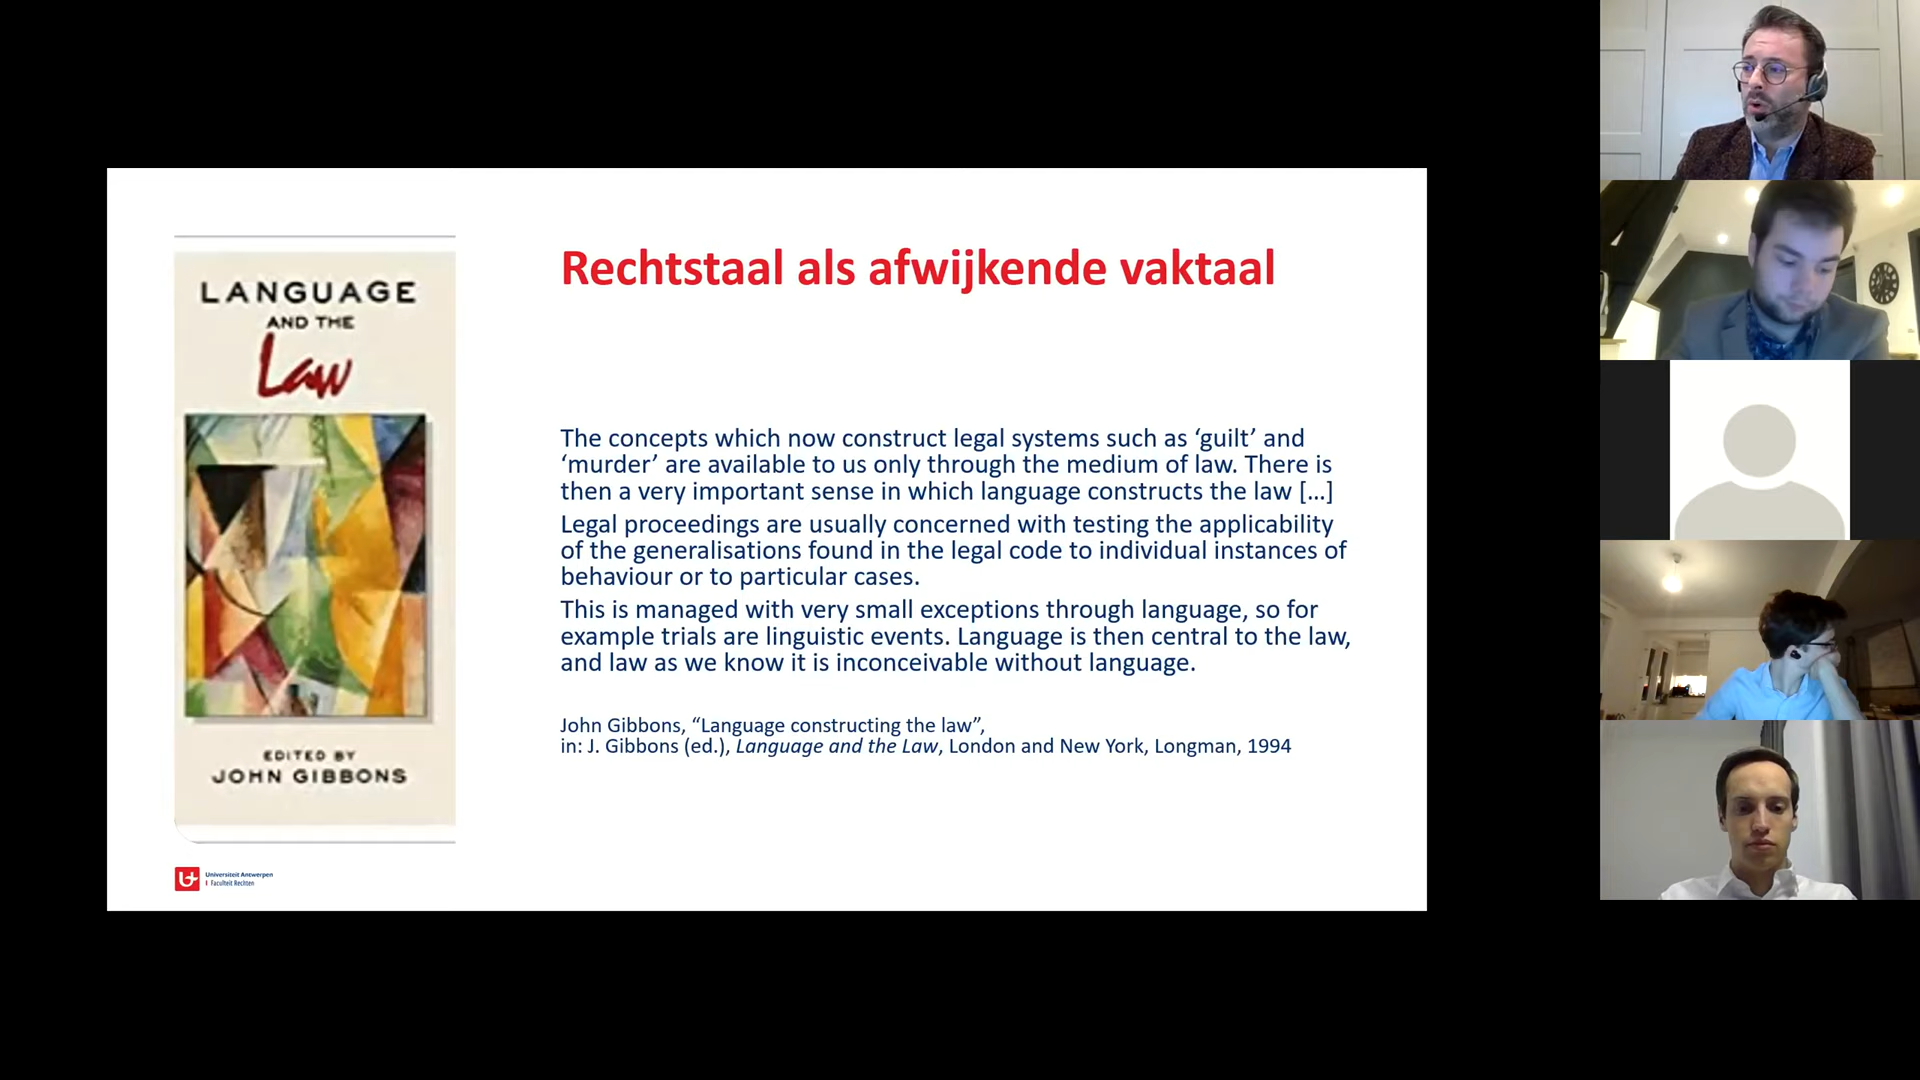 LANGUAGE
AND THE
Law
EDITED BY
JOHN GIBBONS
Rechtstaal als afwijkende vaktaal
The concepts which now construct legal systems such as ‘guilt’ and
‘murder’ are available to us only through the medium of law. There is
then a very important sense in which language constructs the law […]
Legal proceedings are usually concerned with testing the applicability
of the generalisations found in the legal code to individual instances of
behaviour or to particular cases.
This is managed with very small exceptions through language, so for
example trials are linguistic events. Language is then central to the law,
and law as we know it is inconceivable without language.
John Gibbons, “Language constructing the law”,
in: J. Gibbons (ed.), Language and the Law, London and New York, Longman, 1994
Universiteit Antwerpen
| Faculteit Rechten